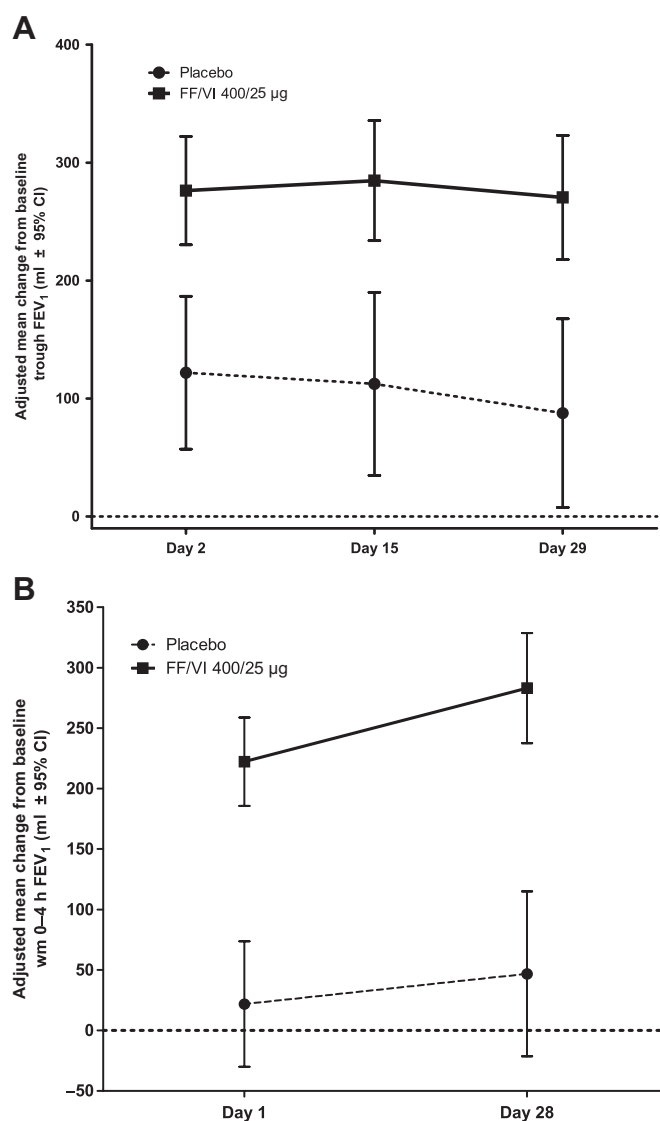 A
400
300
200
100
0
Adjusted mean change from baseline
trough FEV₁ (ml ± 95% CI)
Placebo
FF/VI 400/25 µg
Day 2 Day 15 Day 29
B
350
300
250
200
150
100
50
0
–50
Adjusted mean change from baseline
wm 0–4 h FEV₁ (ml ± 95% CI)
Placebo
FF/VI 400/25 µg
Day 1 Day 28